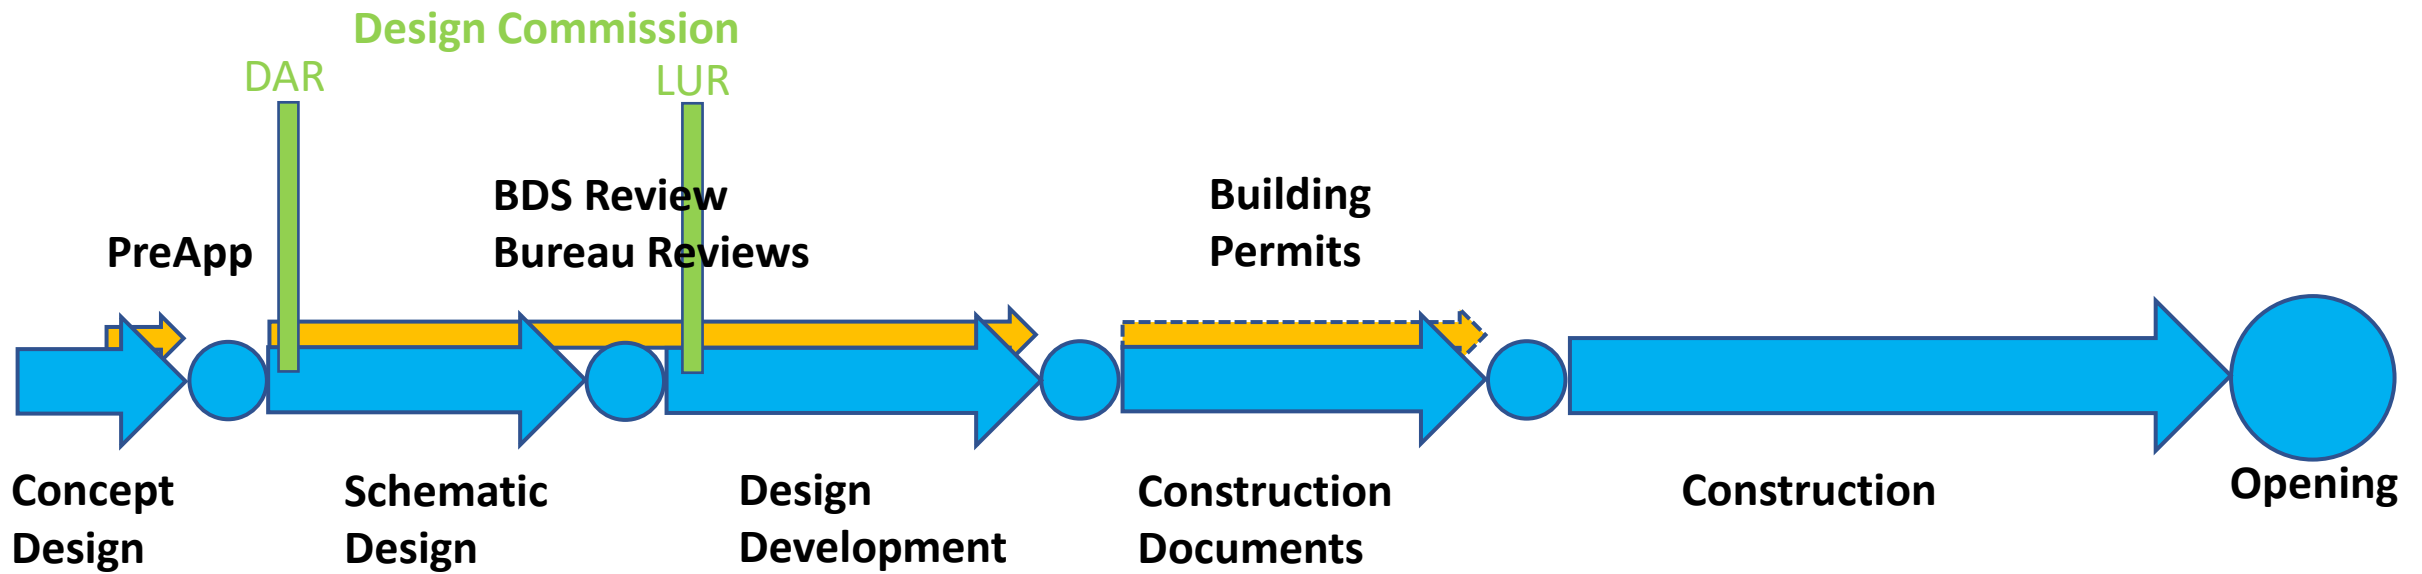 Design Commission
DAR
LUR
PreApp
BDS Review
Bureau Reviews
Building
Permits
Concept
Design
Schematic
Design
Design
Development
Construction
Documents
Construction
Opening